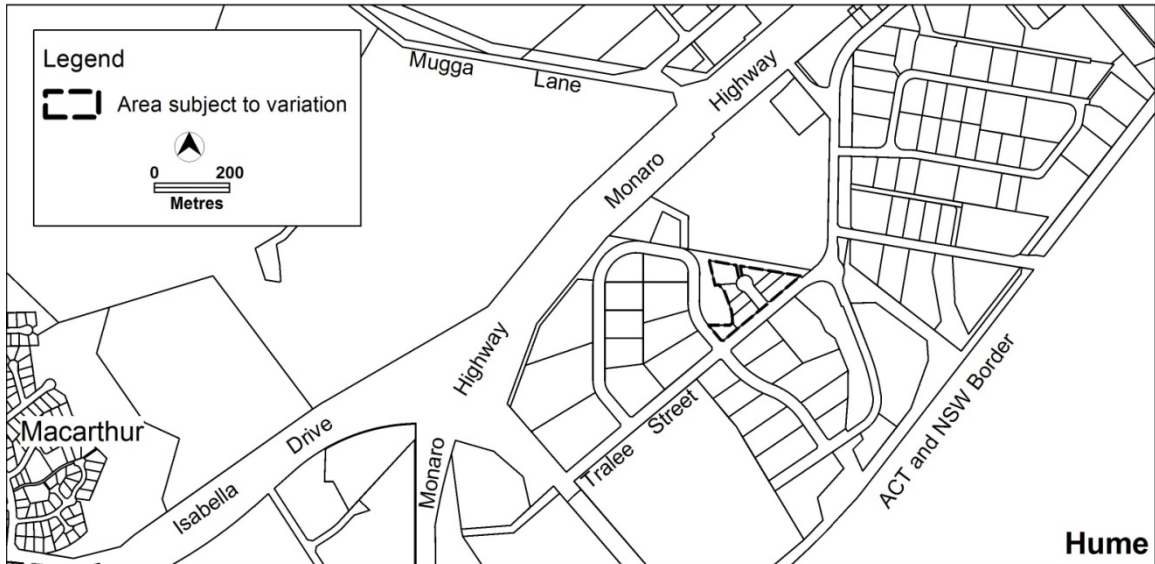 Legend
Area subject to variation
0 200
Metres
Mugga Lane
Highway
Monaro
Highway
Drive
Isabella
Monaro
Tralee Street
ACT and NSW Border
Macarthur
Hume